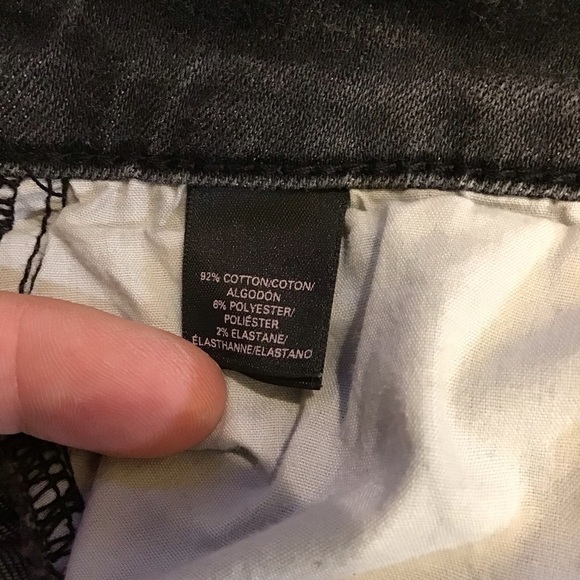 92% COTTON/COTON/
ALGODÓN
6% POLYESTER/
POLIÉSTER
2% ELASTANE/
ÉLASTHANNE/ELASTANO